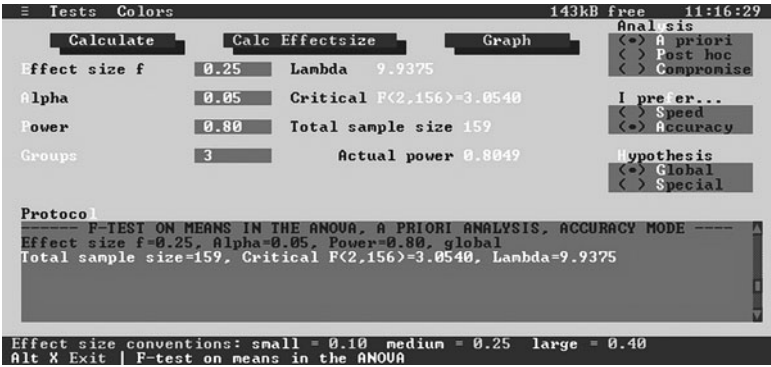 ≡ Tests Colors 143kB free 11:16:29
Calculate Calc Effectsize Graph
Analysis
(•) A priori
( ) Post hoc
( ) Compromise
Effect size f 0.25 Lambda 9.9375
Alpha 0.05 Critical F(2,156)=3.0540
I prefer...
( ) Speed
(•) Accuracy
Power 0.80 Total sample size 159
Groups 3 Actual power 0.8049
Hypothesis
(•) Global
( ) Special
Protocol
------ F-TEST ON MEANS IN THE ANOVA, A PRIORI ANALYSIS, ACCURACY MODE ----
Effect size f=0.25, Alpha=0.05, Power=0.80, global
Total sample size=159, Critical F(2,156)=3.0540, Lambda=9.9375
Effect size conventions: small = 0.10 medium = 0.25 large = 0.40
Alt X Exit | F-test on means in the ANOVA